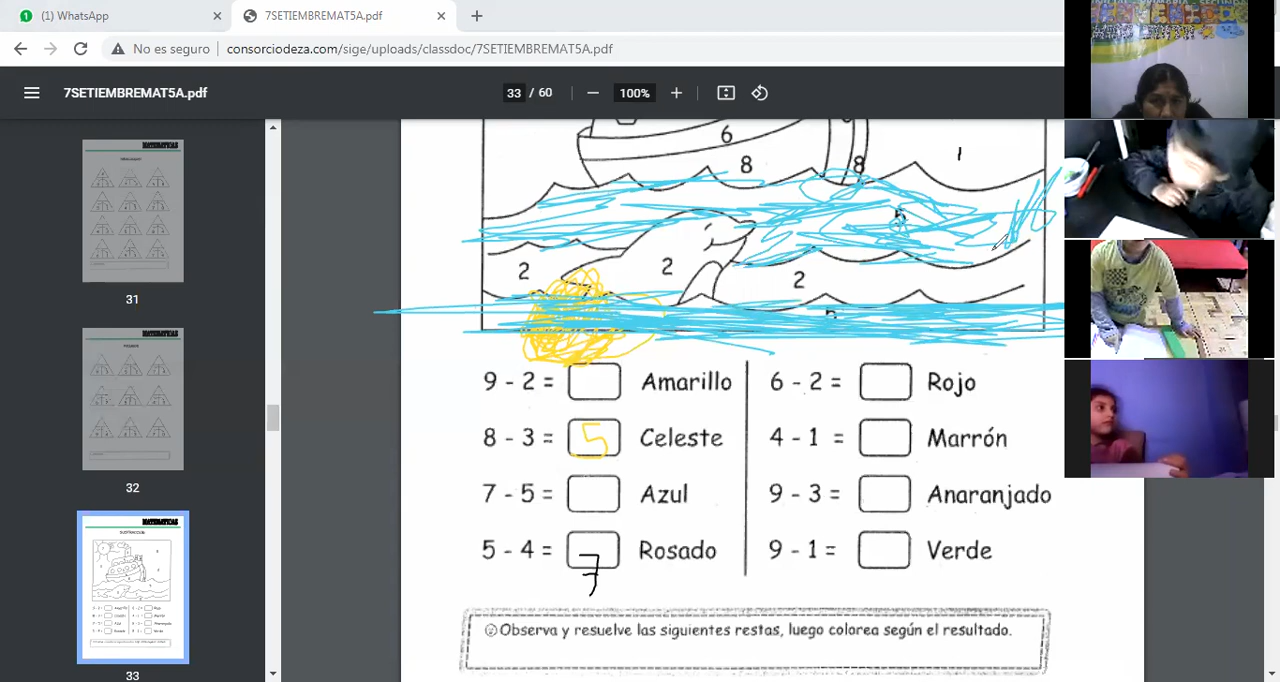 (1) WhatsApp
7SETIEMBREMAT5A.pdf
No es seguro
consorciodeza.com/sige/uploads/classdoc/7SETIEMBREMAT5A.pdf
7SETIEMBREMAT5A.pdf
33 / 60
100%
31
32
33
6
8
8
1
5
2
2
2
9 - 2 = Amarillo
8 - 3 = 5 Celeste
7 - 5 = Azul
5 - 4 = 7 Rosado
6 - 2 = Rojo
4 - 1 = Marrón
9 - 3 = Anaranjado
9 - 1 = Verde
Observa y resuelve las siguientes restas, luego colorea según el resultado.